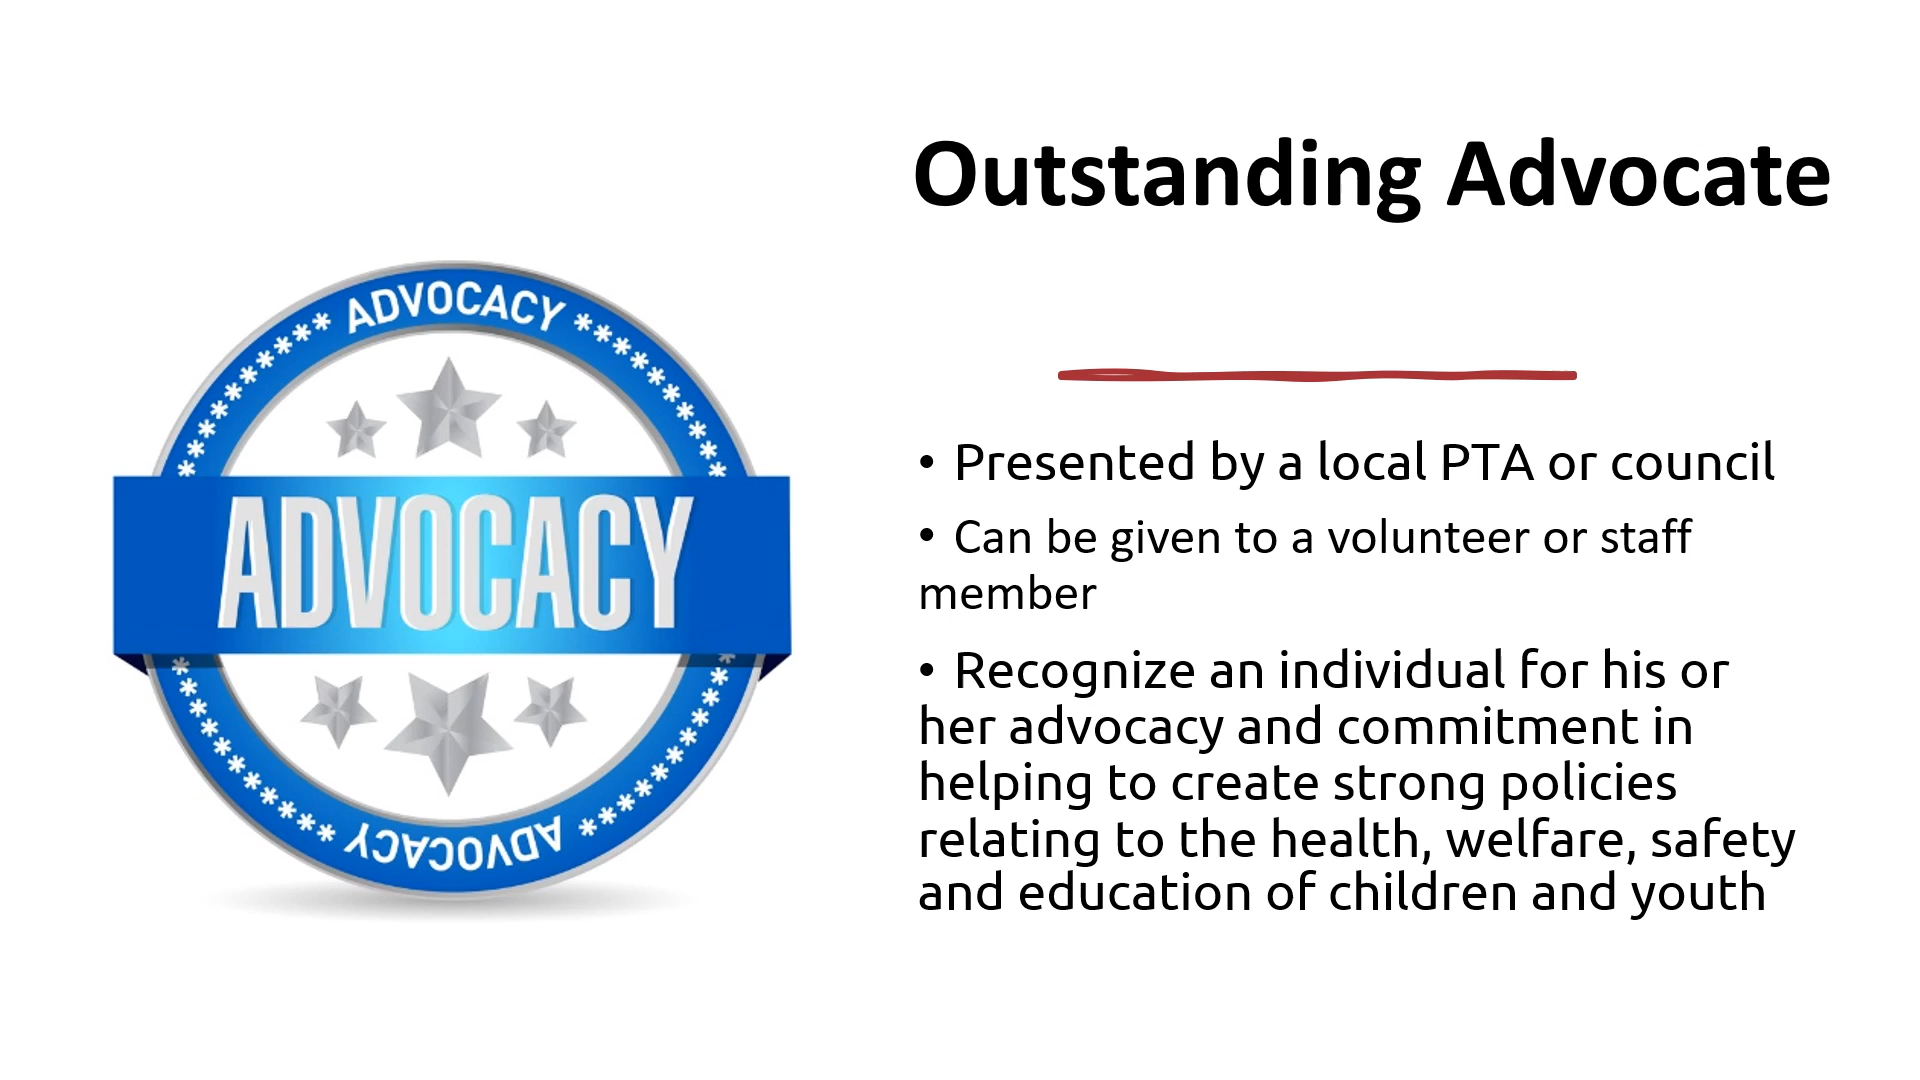 Outstanding Advocate
***** ADVOCACY *****
ADVOCACY
ADVOCACY
• Presented by a local PTA or council
• Can be given to a volunteer or staff
member
• Recognize an individual for his or
her advocacy and commitment in
helping to create strong policies
relating to the health, welfare, safety
and education of children and youth